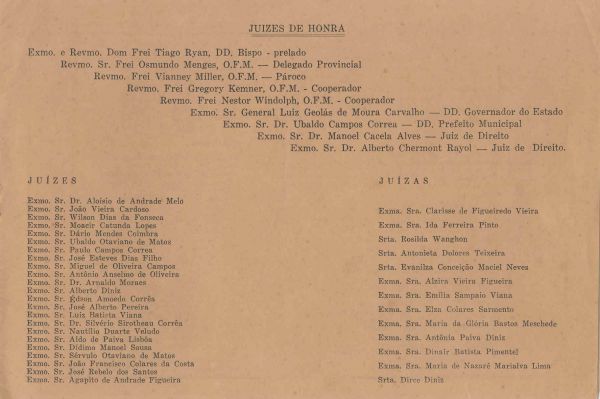 JUIZES DE HONRA
Exmo. e Revmo. Dom Frei Tiago Ryan, DD. Bispo - prelado
Revmo. Sr. Frei Osmundo Menges, O.F.M. — Delegado Provincial
Revmo. Frei Vianney Miller, O.F.M. — Pároco
Revmo. Frei Gregory Kemner, O.F.M. - Cooperador
Revmo. Frei Nestor Windolph, O.F.M. - Cooperador
Exmo. Sr. General Luiz Geolás de Moura Carvalho — DD. Governador do Estado
Exmo. Sr. Dr. Ubaldo Campos Correa — DD. Prefeito Municipal
Exmo. Sr. Dr. Manoel Cacela Alves — Juiz de Direito
Exmo. Sr. Dr. Alberto Chermont Rayol — Juiz de Direito.
JUÍZES
Exmo. Sr. Dr. Aloísio de Andrade Melo
Exmo. Sr. João Vieira Cardoso
Exmo. Sr. Wilson Dias da Fonseca
Exmo. Sr. Moacir Catunda Lopes
Exmo. Sr. Dário Mendes Coimbra
Exmo. Sr. Ubaldo Otaviano de Matos
Exmo. Sr. Paulo Campos Correa
Exmo. Sr. José Esteves Dias Filho
Exmo. Sr. Miguel de Oliveira Campos
Exmo. Sr. Antônio Anselmo de Oliveira
Exmo. Sr. Dr. Arnaldo Moraes
Exmo. Sr. Alberto Diniz
Exmo. Sr. Édson Amoedo Corrêa
Exmo. Sr. José Alberto Pereira
Exmo. Sr. Luiz Batista Viana
Exmo. Sr. Dr. Silvério Sirotheau Corrêa
Exmo. Sr. Nautílio Duarte Veludo
Exmo. Sr. Aldo de Paiva Lisbôa
Exmo. Sr. Dídimo Manoel Sousa
Exmo. Sr. Sérvulo Otaviano de Matos
Exmo. Sr. João Francisco Colares da Costa
Exmo. Sr. José Rebelo dos Santos
Exmo. Sr. Agapito de Andrade Figueira
JUÍZAS
Exma. Sra. Clarisse de Figueiredo Vieira
Exma. Sra. Ida Ferreira Pinto
Srta. Rosilda Wanghon
Srta. Antonieta Dolores Teixeira
Srta. Evanilza Conceição Maciel Neves
Exma. Sra. Alzira Vieira Figueira
Exma. Sra. Emília Sampaio Viana
Exma. Sra. Elza Colares Sarmento
Exma. Sra. Maria da Glória Bastos Meschede
Exma. Sra. Antônia Paiva Diniz
Exma. Sra. Dinair Batista Pimentel
Exma. Sra. Maria de Nazaré Marialva Lima
Srta. Dirce Diniz